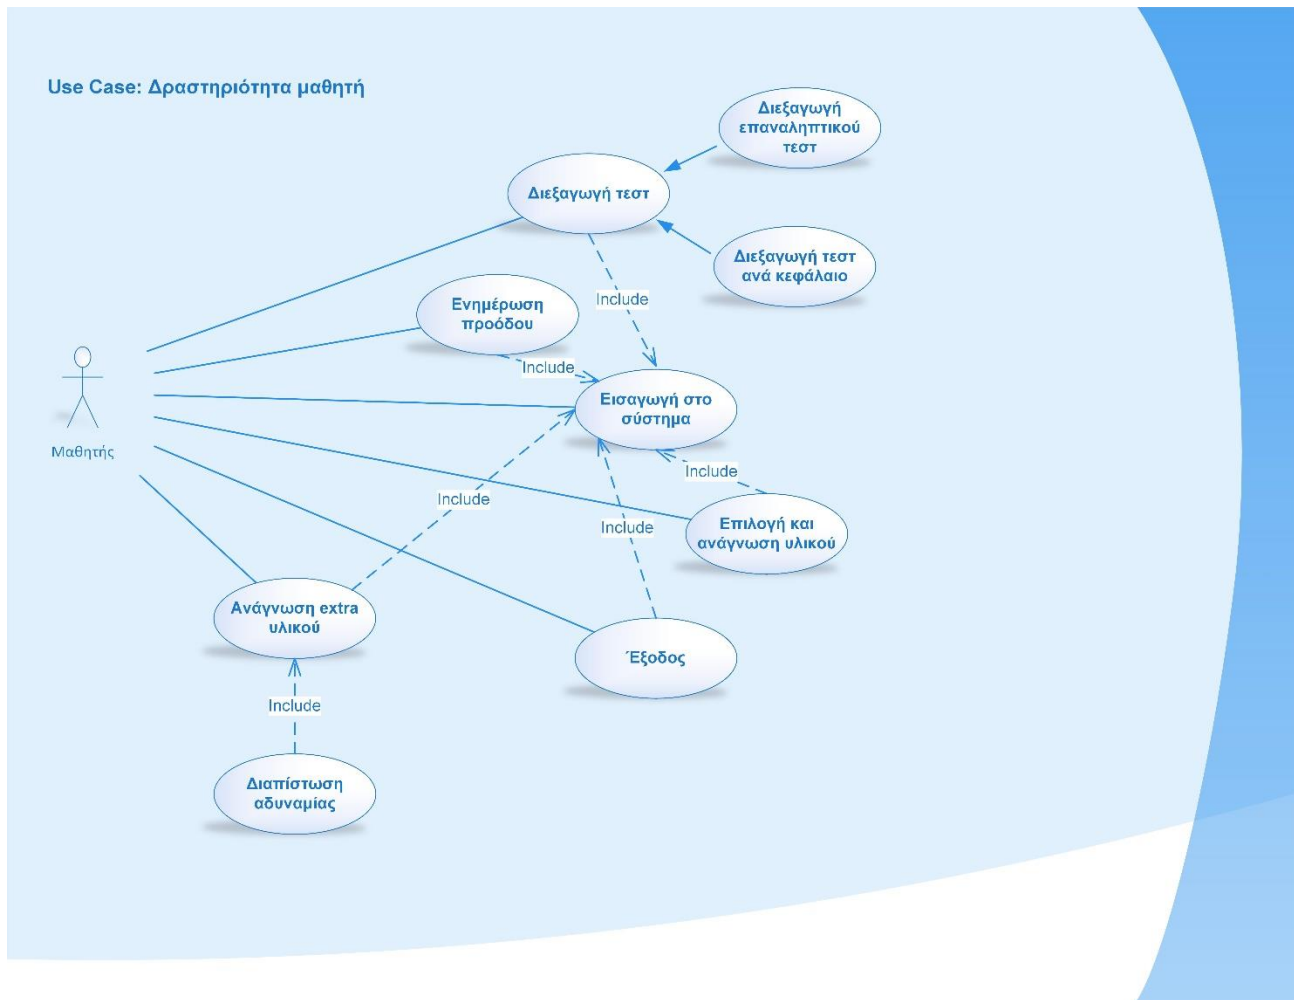 Use Case: Δραστηριότητα μαθητή
Διεξαγωγή
επαναληπτικού
τεστ
Διεξαγωγή τεστ
Διεξαγωγή τεστ
ανά κεφάλαιο
Include
Ενημέρωση
προόδου
Include
Εισαγωγή στο
σύστημα
Μαθητής
Include
Include
Include
Επιλογή και
ανάγνωση υλικού
Ανάγνωση extra
υλικού
Έξοδος
Include
Διαπίστωση
αδυναμίας